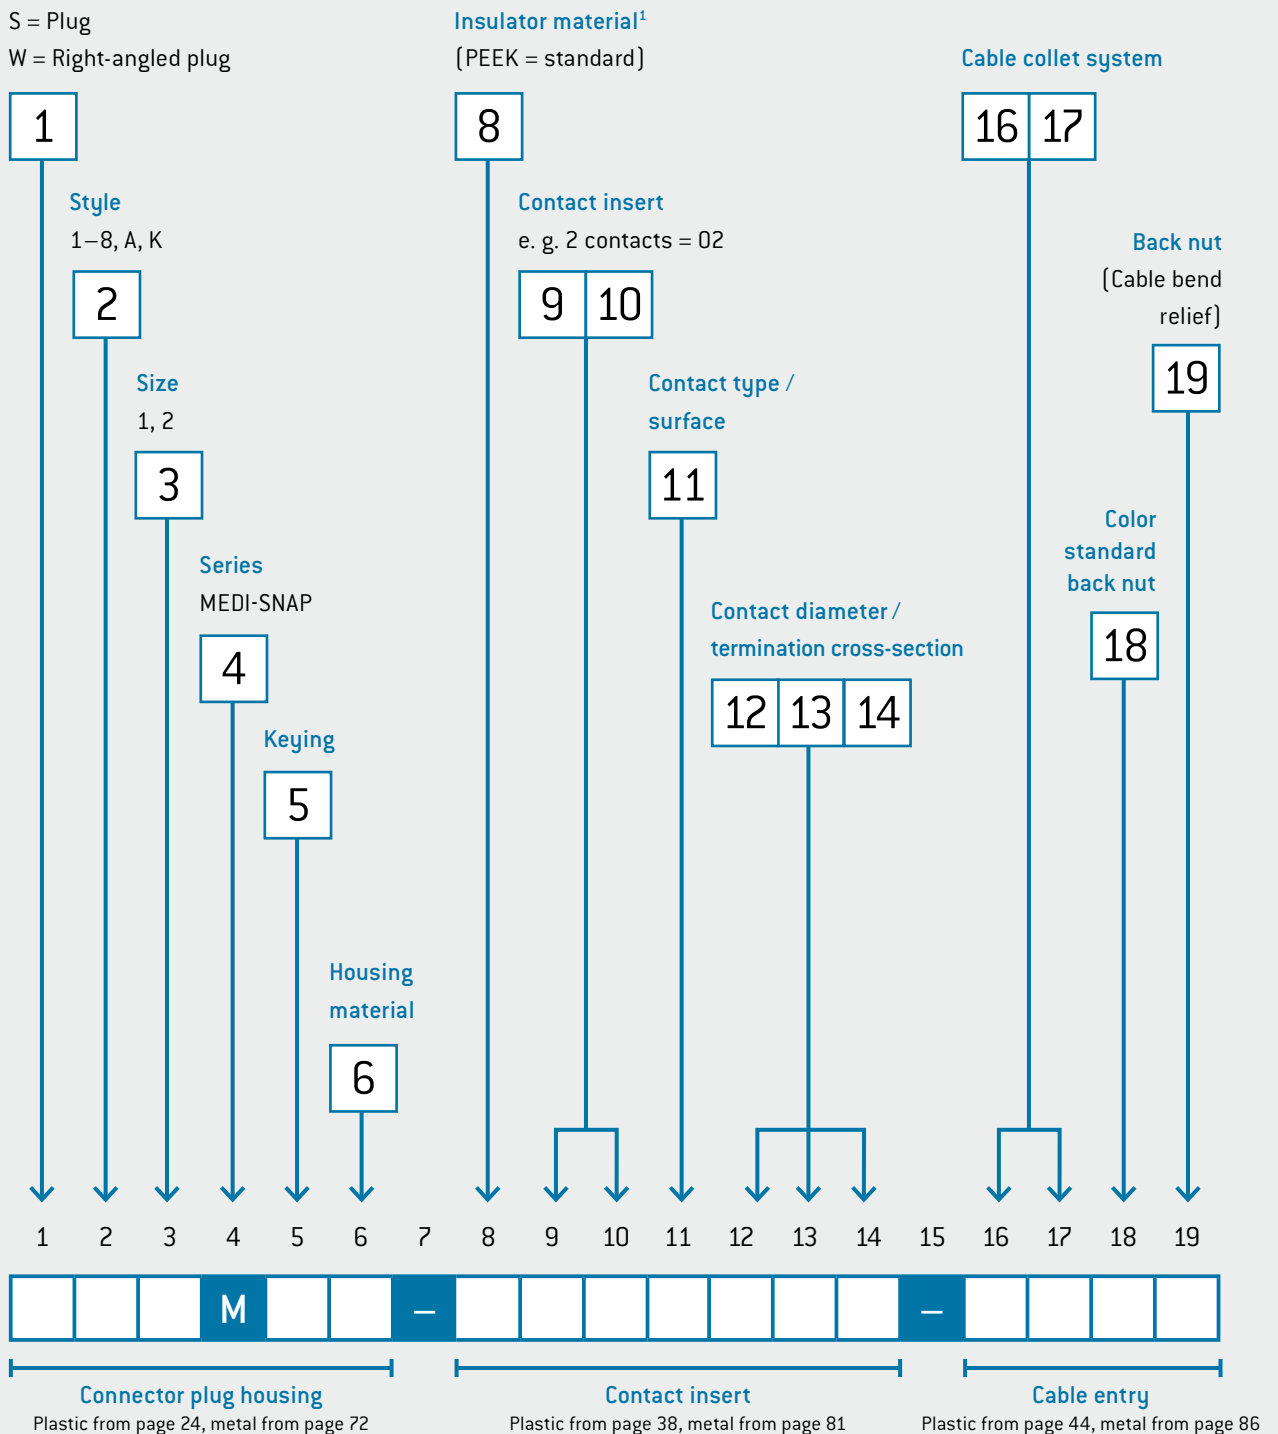 S = Plug
W = Right-angled plug
1
Style
1–8, A, K
2
Size
1, 2
3
Series
MEDI-SNAP
4
Keying
5
Housing
material
6
Insulator material¹
(PEEK = standard)
8
Contact insert
e. g. 2 contacts = 02
9 10
Contact type /
surface
11
Contact diameter /
termination cross-section
12 13 14
Cable collet system
16 17
Back nut
(Cable bend
relief)
19
Color
standard
back nut
18
1 2 3 4 5 6 7 8 9 10 11 12 13 14 15 16 17 18 19
M – –
Connector plug housing
Plastic from page 24, metal from page 72
Contact insert
Plastic from page 38, metal from page 81
Cable entry
Plastic from page 44, metal from page 86